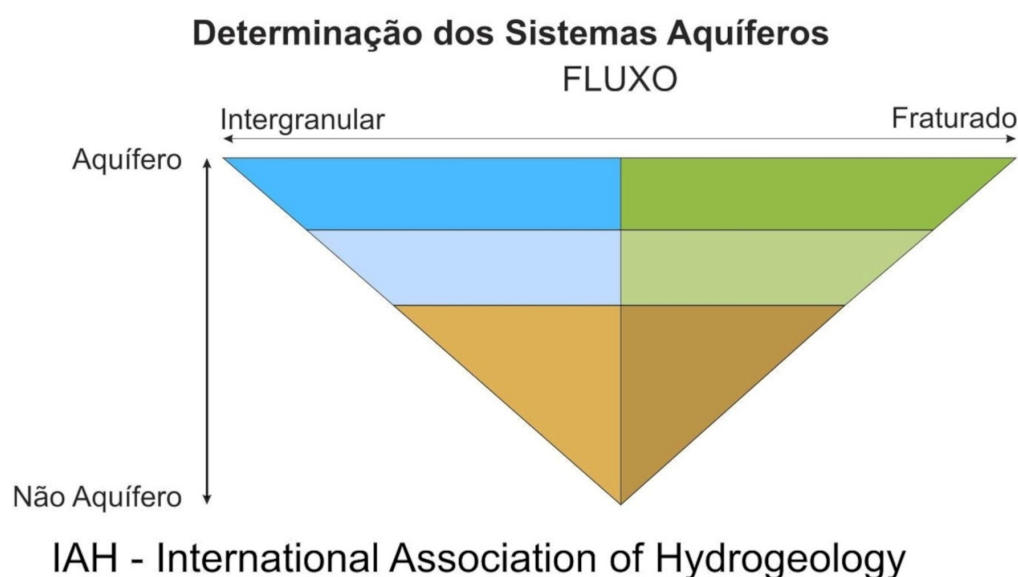 Determinação dos Sistemas Aquíferos
FLUXO
Intergranular
Fraturado
Aquífero
Não Aquífero
IAH - International Association of Hydrogeology